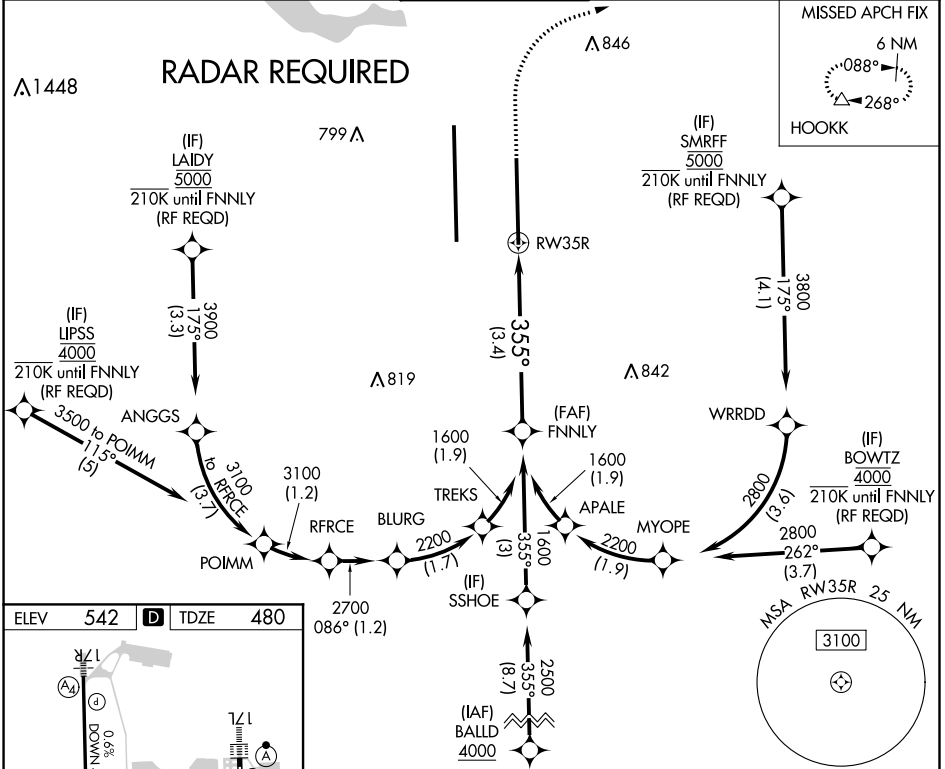 MISSED APCH FIX
6 NM
088°
268°
HOOKK
846
RADAR REQUIRED
1448
799
(IF)
LAIDY
5000
210K until FNNLY
(RF REQD)
(IF)
SMRFF
5000
210K until FNNLY
(RF REQD)
RW35R
3900
175°
(3.3)
3800
175°
(4.1)
(IF)
LIPSS
4000
210K until FNNLY
(RF REQD)
355°
(3.4)
819
842
3500 to POIMM
115°
(5)
ANGGS
3100
to RFRCE
(3.7)
(FAF)
FNNLY
WRRDD
(IF)
BOWTZ
4000
210K until FNNLY
(RF REQD)
1600
(1.9)
1600
(1.9)
3100
(1.2)
2800
(3.6)
TREKS
APALE
RFRCE
BLURG
MYOPE
POIMM
2200
(1.7)
1600
355°
(3)
2200
(1.9)
2800
262°
(3.7)
2700
086° (1.2)
(IF)
SSHOE
MSA RW35R 25 NM
3100
2500
355°
(8.7)
(IAF)
BALLD
4000
ELEV 542 D TDZE 480
17R
A4
P
0.6%
DOWN
17L
A